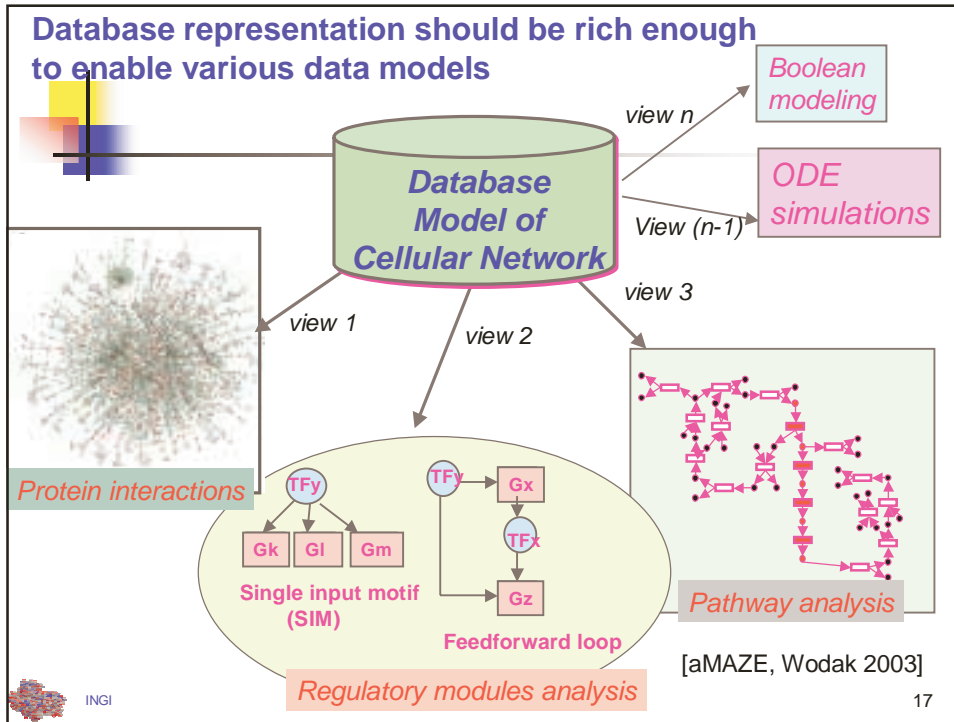 Database representation should be rich enough
to enable various data models
Boolean
modeling
view n
ODE
simulations
View (n-1)
Database
Model of
Cellular Network
view 1
view 2
view 3
Protein interactions
TFy
Gk Gl Gm
Single input motif
(SIM)
TFy
Gx
TFx
Gz
Feedforward loop
Pathway analysis
Regulatory modules analysis
[aMAZE, Wodak 2003]
INGI
17